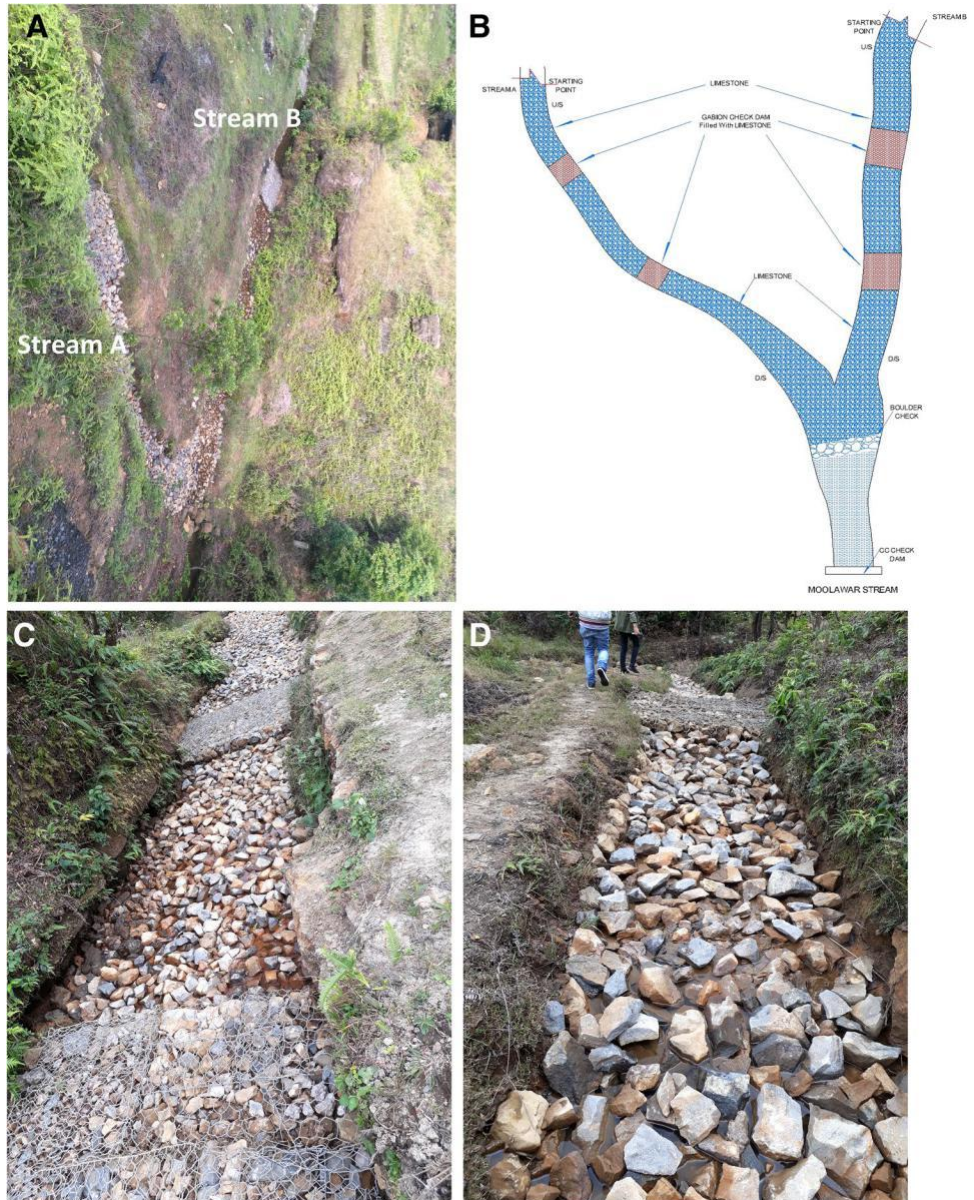 A
Stream B
Stream A
B
STARTING
POINT
STREAM B
U/S
STREAM A
STARTING
POINT
U/S
LIMESTONE
GABION CHECK DAM
Filled With LIMESTONE
LIMESTONE
D/S
D/S
BOULDER
CHECK
CC CHECK
DAM
MOOLAWAR STREAM
C
D